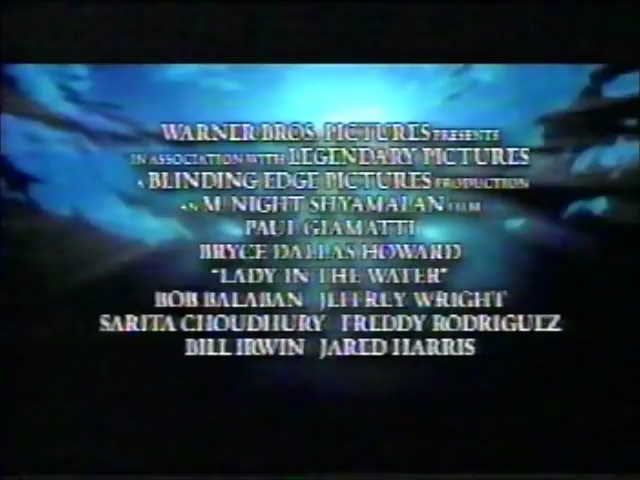 WARNER BROS. PICTURES PRESENTS
IN ASSOCIATION WITH LEGENDARY PICTURES
A BLINDING EDGE PICTURES PRODUCTION
AN M. NIGHT SHYAMALAN FILM
PAUL GIAMATTI
BRYCE DALLAS HOWARD
"LADY IN THE WATER"
BOB BALABAN JEFFREY WRIGHT
SARITA CHOUDHURY FREDDY RODRIGUEZ
BILL IRWIN JARED HARRIS